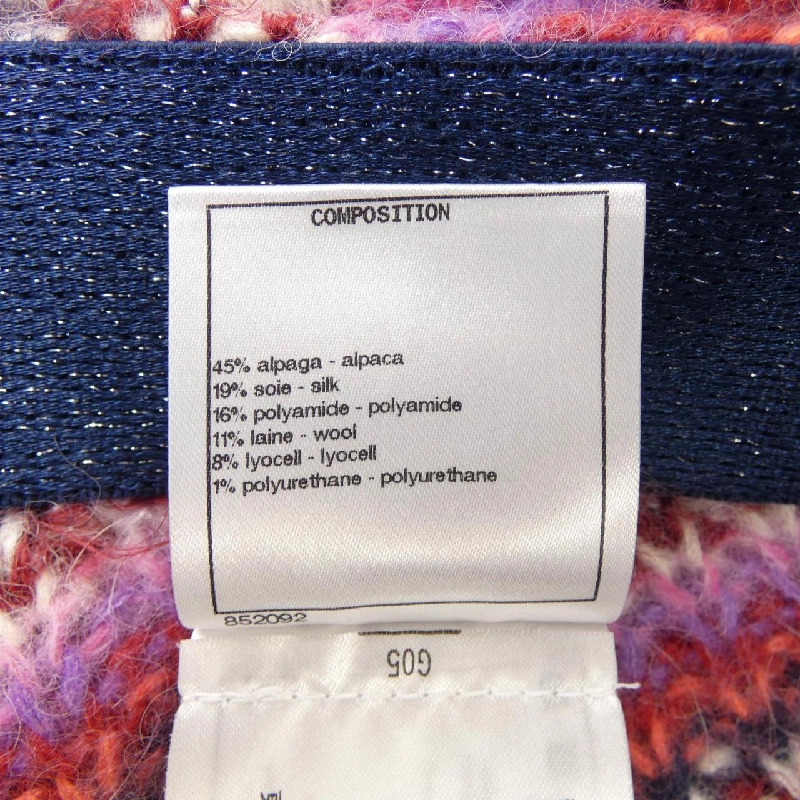 COMPOSITION
45% alpaga - alpaca
19% soie - silk
16% polyamide - polyamide
11% laine - wool
8% lyocell - lyocell
1% polyurethane - polyurethane
852092
G05